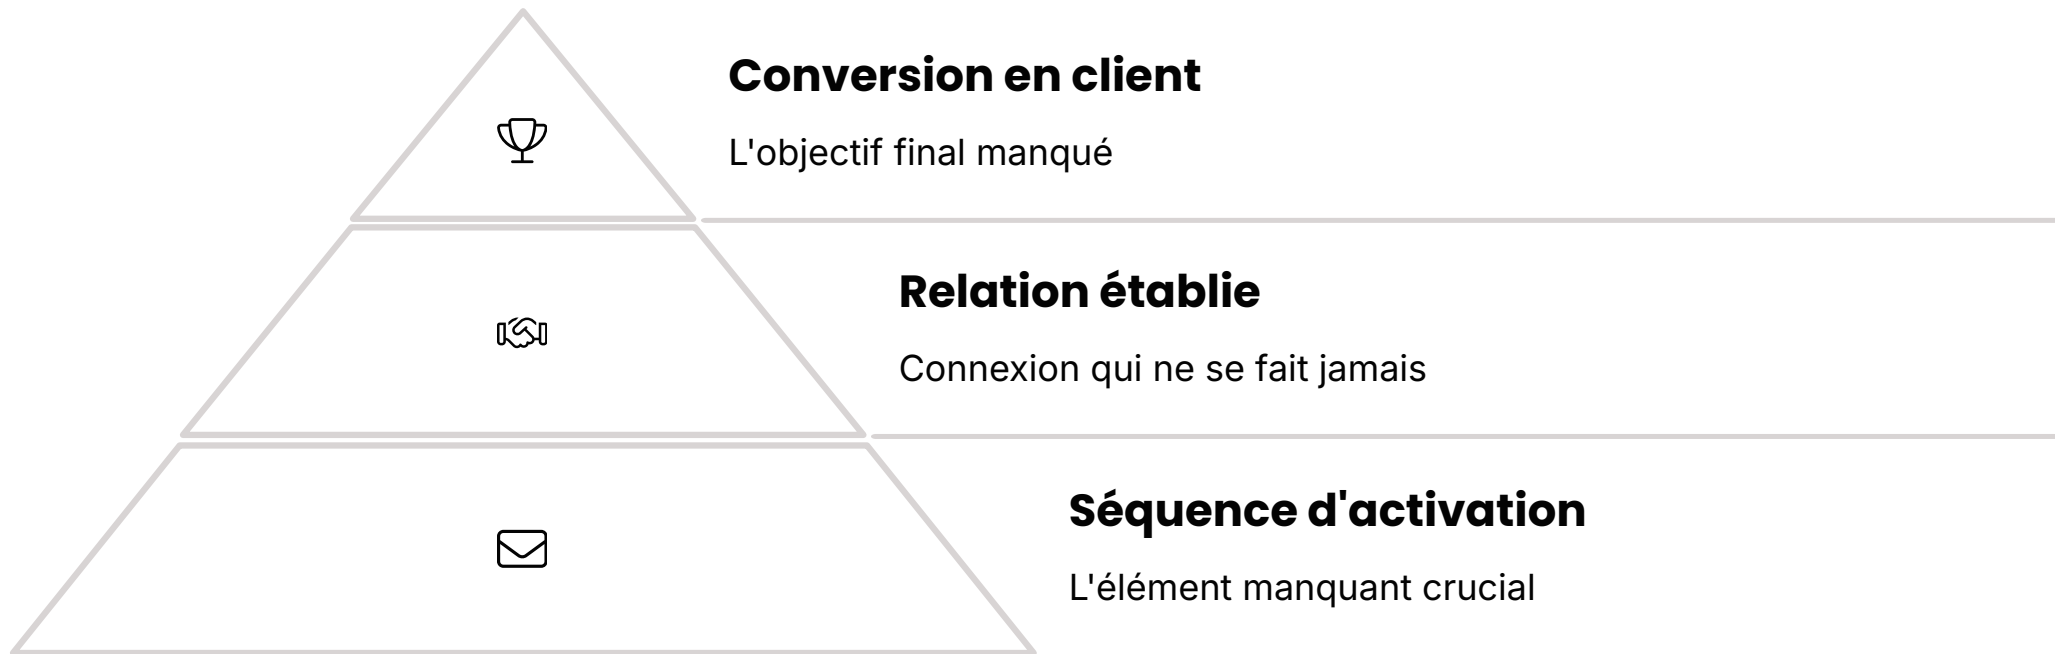 Conversion en client
L'objectif final manqué
Relation établie
Connexion qui ne se fait jamais
Séquence d'activation
L'élément manquant crucial